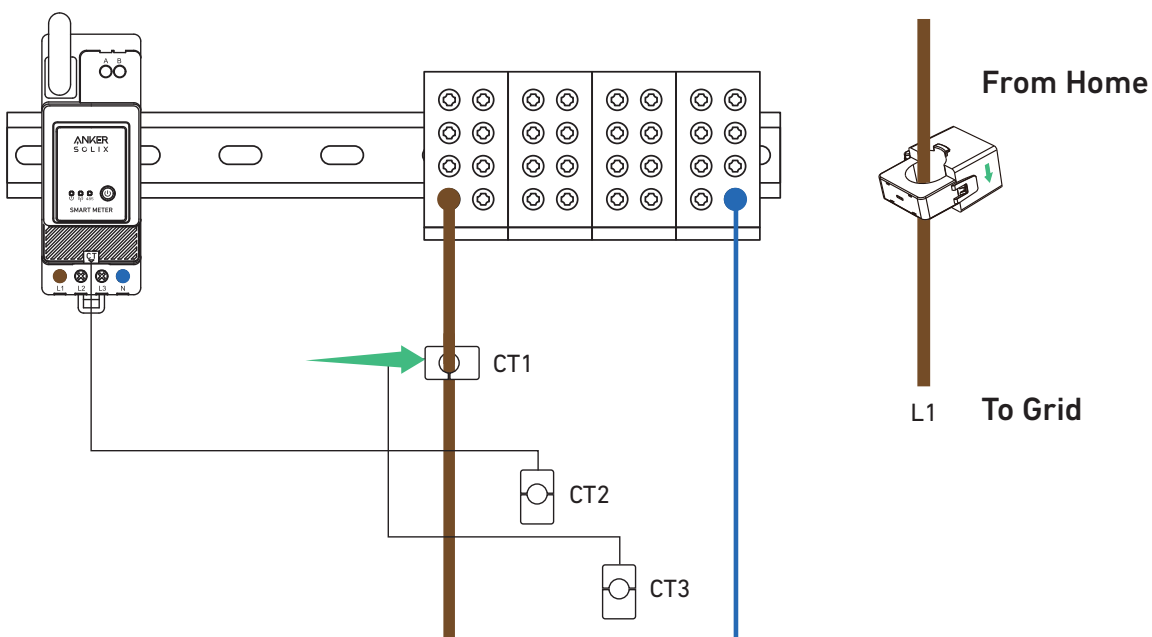 A B
ANKER
SOLIX
485
SMART METER
CT
L1 L2 L3 N
CT1
CT2
CT3
From Home
L1
To Grid